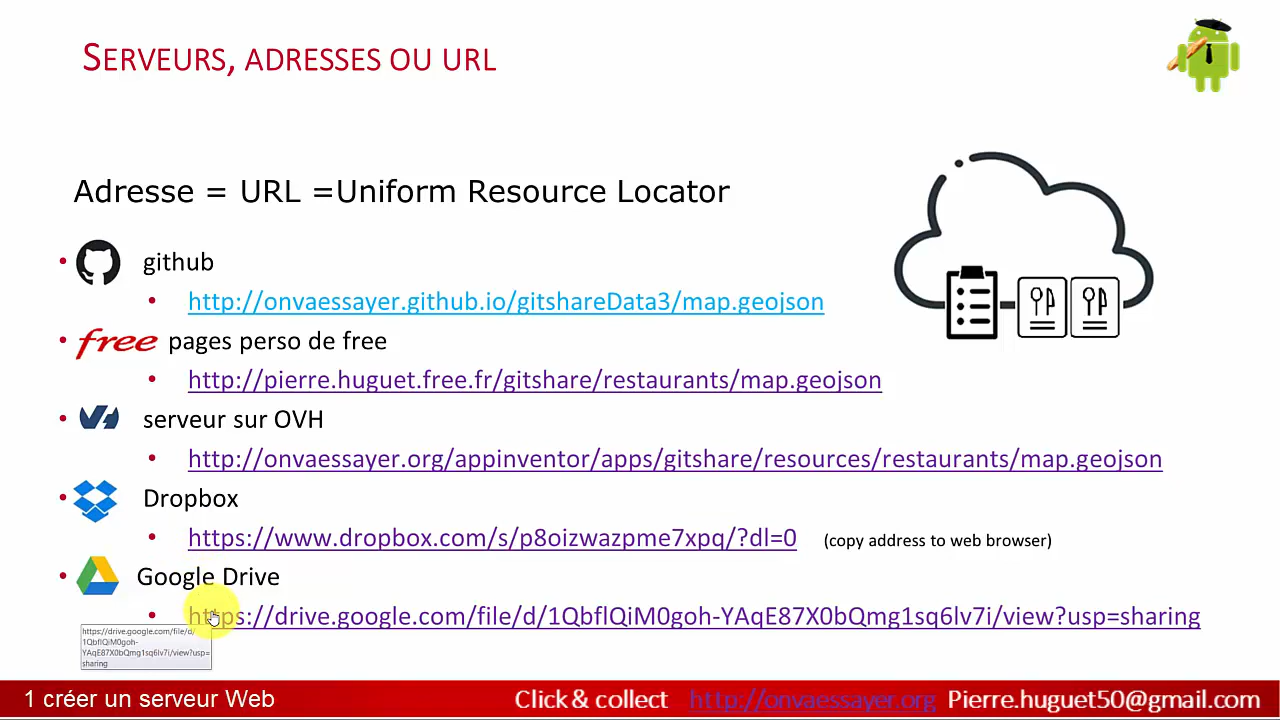 SERVEURS, ADRESSES OU URL
Adresse = URL =Uniform Resource Locator
• github
• http://onvaessayer.github.io/gitshareData3/map.geojson
• free pages perso de free
• http://pierre.huguet.free.fr/gitshare/restaurants/map.geojson
• serveur sur OVH
• http://onvaessayer.org/appinventor/apps/gitshare/resources/restaurants/map.geojson
• Dropbox
• https://www.dropbox.com/s/p8oizwazpme7xpq/?dl=0 (copy address to web browser)
• Google Drive
• https://drive.google.com/file/d/1QbflQiM0goh-YAqE87X0bQmg1sq6lv7i/view?usp=sharing
https://drive.google.com/file/d/
1QbflQiM0goh-
YAqE87X0bQmg1sq6lv7i/view?usp=
sharing
1 créer un serveur Web Click & collect http://onvaessayer.org Pierre.huguet50@gmail.com